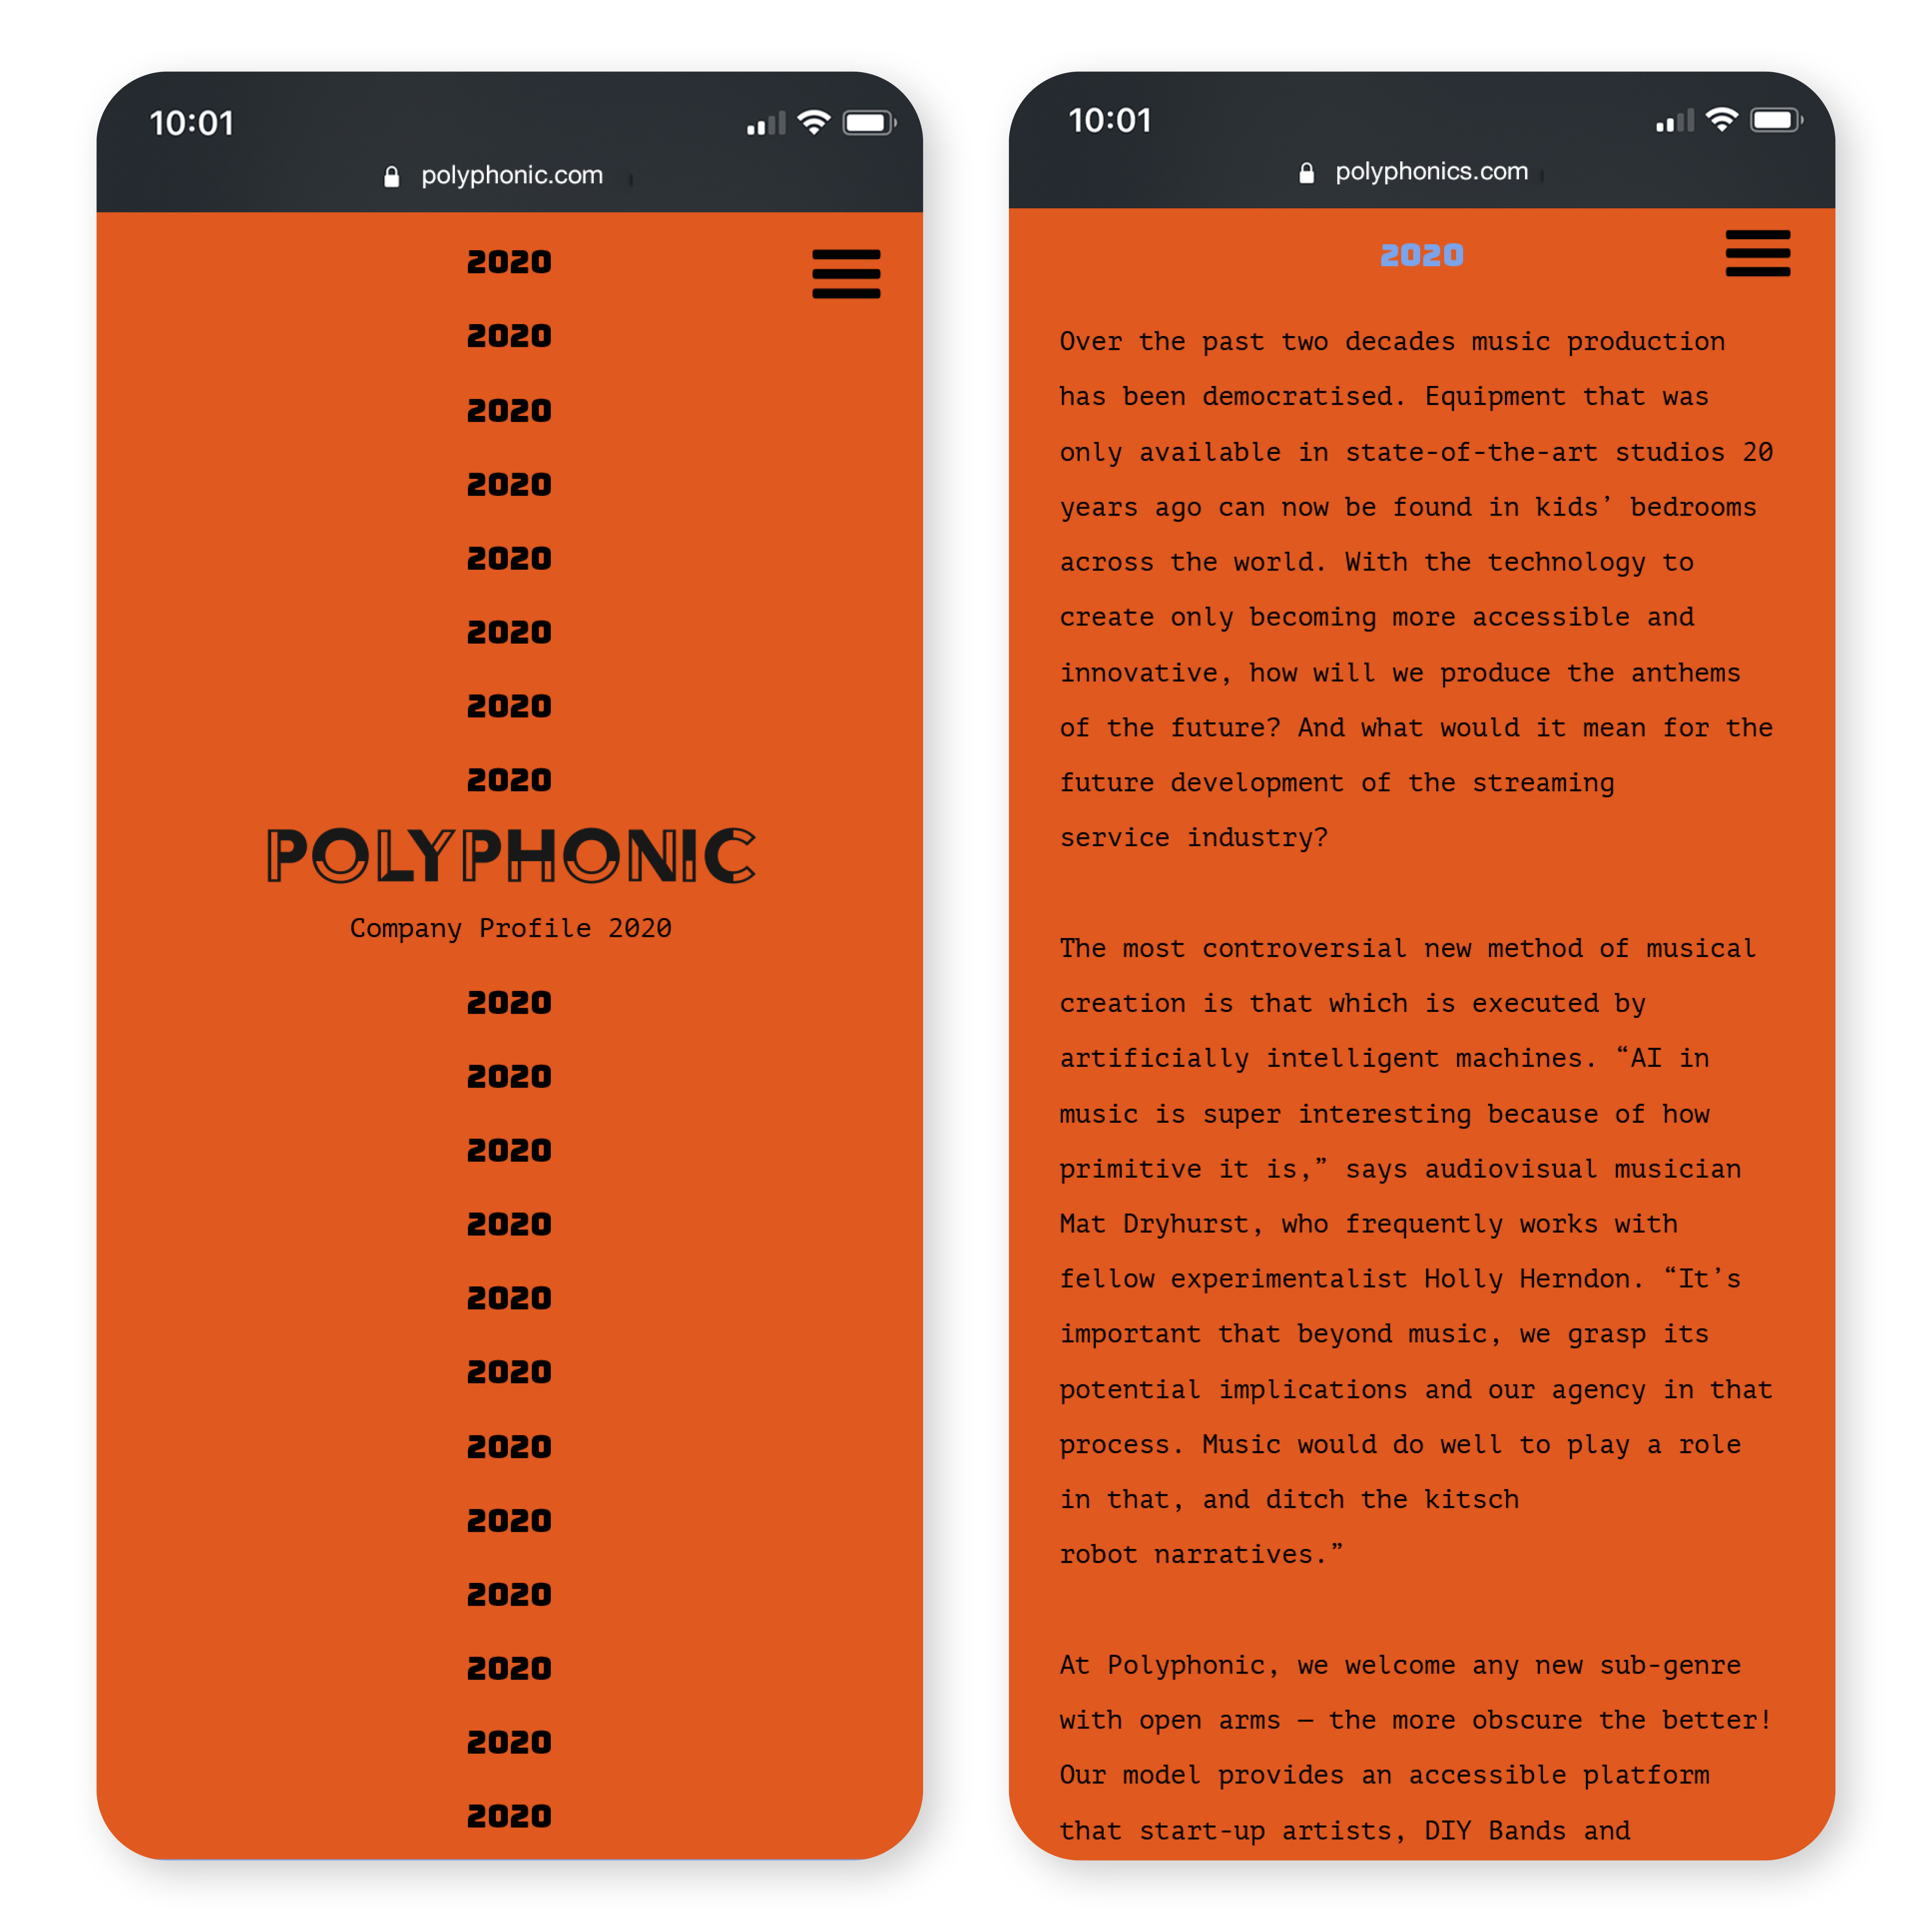 10:01
polyphonic.com
2020
2020
2020
2020
2020
2020
2020
2020
POLYPHONIC
Company Profile 2020
2020
2020
2020
2020
2020
2020
2020
2020
2020
2020
2020
2020
10:01
polyphonics.com
2020
Over the past two decades music production
has been democratised. Equipment that was
only available in state-of-the-art studios 20
years ago can now be found in kids’ bedrooms
across the world. With the technology to
create only becoming more accessible and
innovative, how will we produce the anthems
of the future? And what would it mean for the
future development of the streaming
service industry?
The most controversial new method of musical
creation is that which is executed by
artificially intelligent machines. “AI in
music is super interesting because of how
primitive it is,” says audiovisual musician
Mat Dryhurst, who frequently works with
fellow experimentalist Holly Herndon. “It’s
important that beyond music, we grasp its
potential implications and our agency in that
process. Music would do well to play a role
in that, and ditch the kitsch
robot narratives.”
At Polyphonic, we welcome any new sub-genre
with open arms – the more obscure the better!
Our model provides an accessible platform
that start-up artists, DIY Bands and